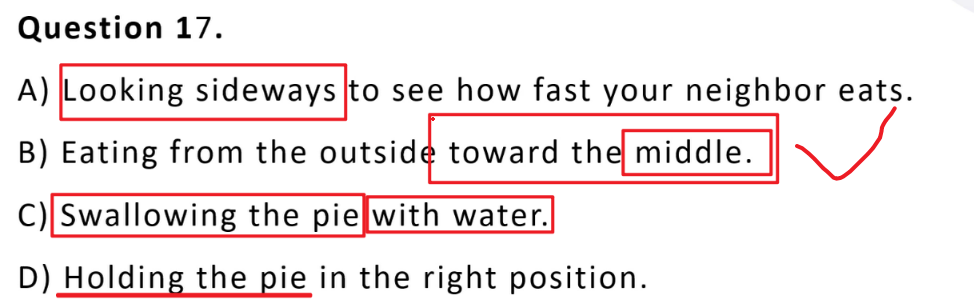 Question 17.
A) Looking sideways to see how fast your neighbor eats.
B) Eating from the outside toward the middle.
C) Swallowing the pie with water.
D) Holding the pie in the right position.